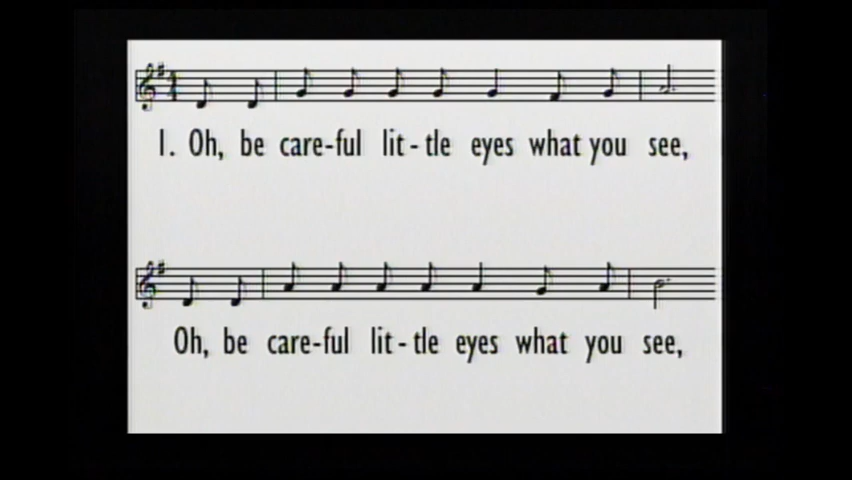 1. Oh, be care-ful lit-tle eyes what you see,
Oh, be care-ful lit-tle eyes what you see,